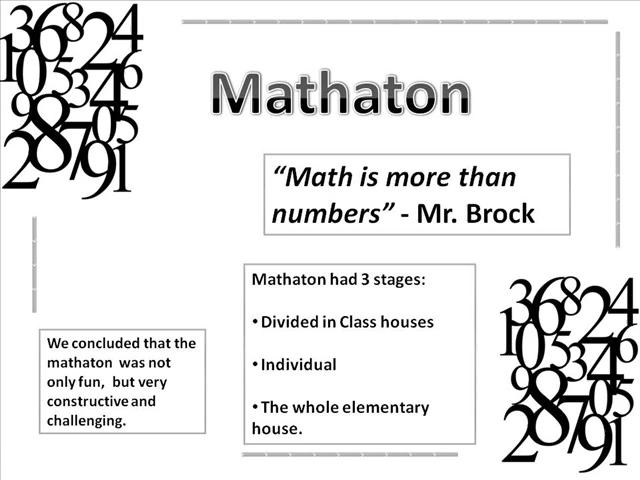 Mathaton
“Math is more than
numbers” - Mr. Brock
Mathaton had 3 stages:
• Divided in Class houses
• Individual
• The whole elementary
house.
We concluded that the
mathaton was not
only fun, but very
constructive and
challenging.